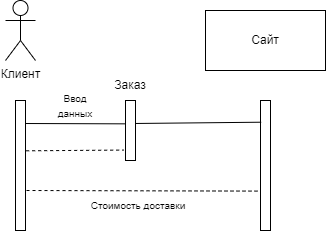 Сайт
Клиент
Заказ
Ввод
данных
Стоимость доставки